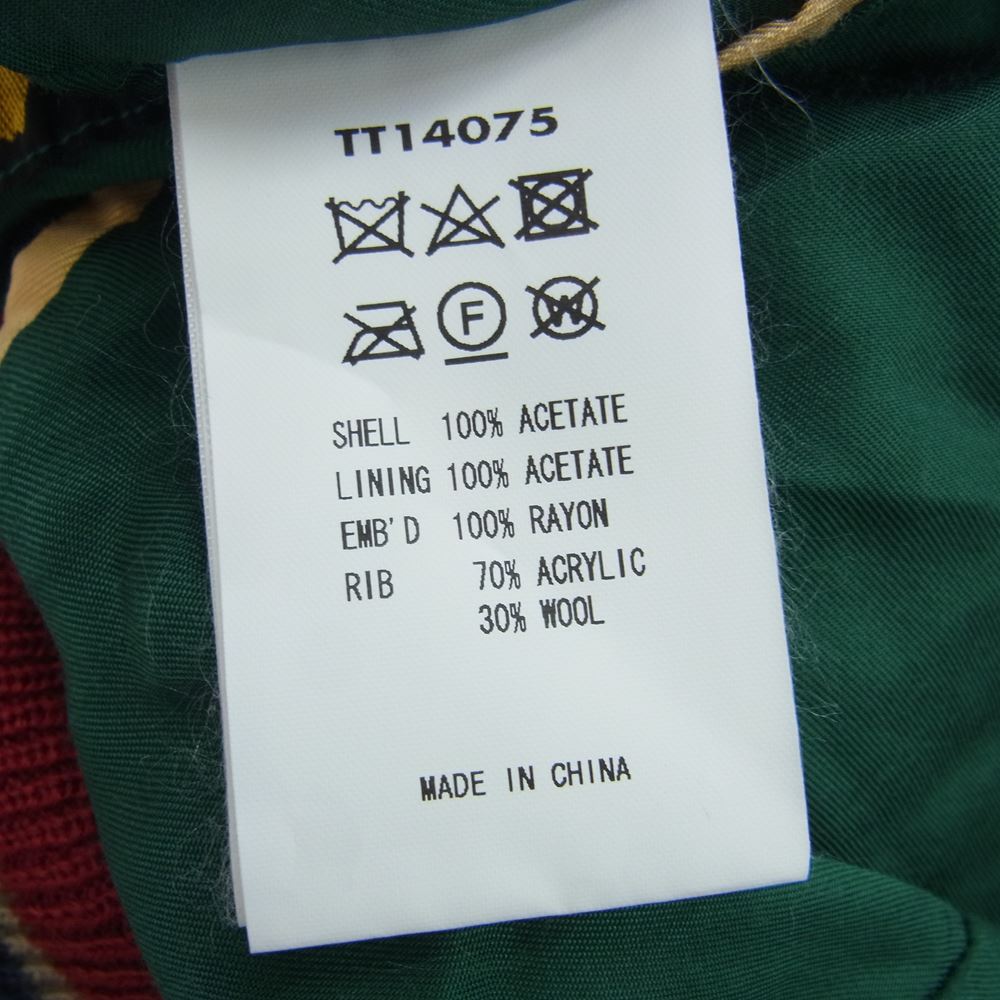 TT14075
F W
SHELL 100% ACETATE
LINING 100% ACETATE
EMB'D 100% RAYON
RIB 70% ACRYLIC
30% WOOL
MADE IN CHINA